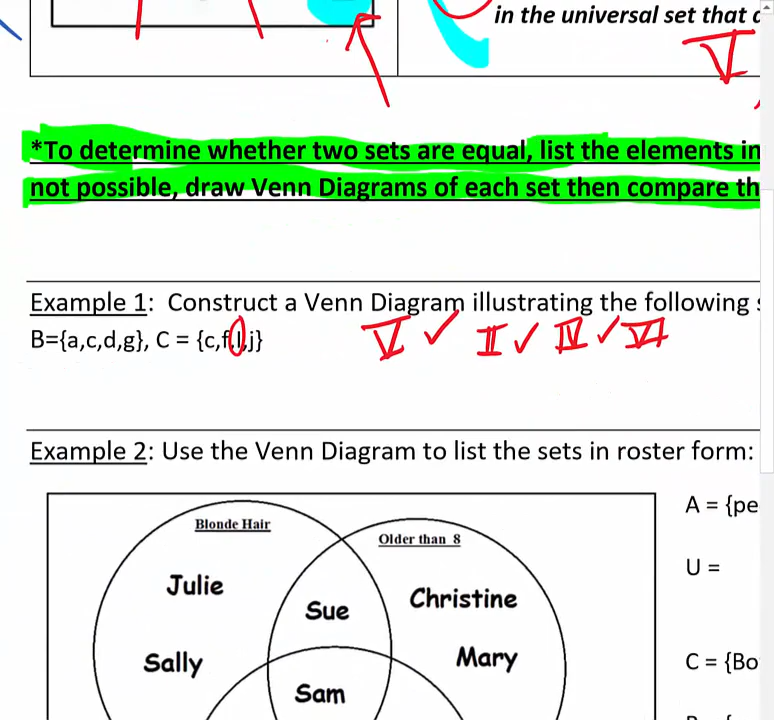 in the universal set that
V
*To determine whether two sets are equal, list the elements in
not possible, draw Venn Diagrams of each set then compare th
Example 1: Construct a Venn Diagram illustrating the following
B={a,c,d,g}, C = {c,f,I,j} V ✓ II ✓ IV ✓ VI
Example 2: Use the Venn Diagram to list the sets in roster form:
Blonde Hair
Older than 8
A = {pe
Julie
U =
Christine
Sue
Sally
Mary
C = {Bo
Sam